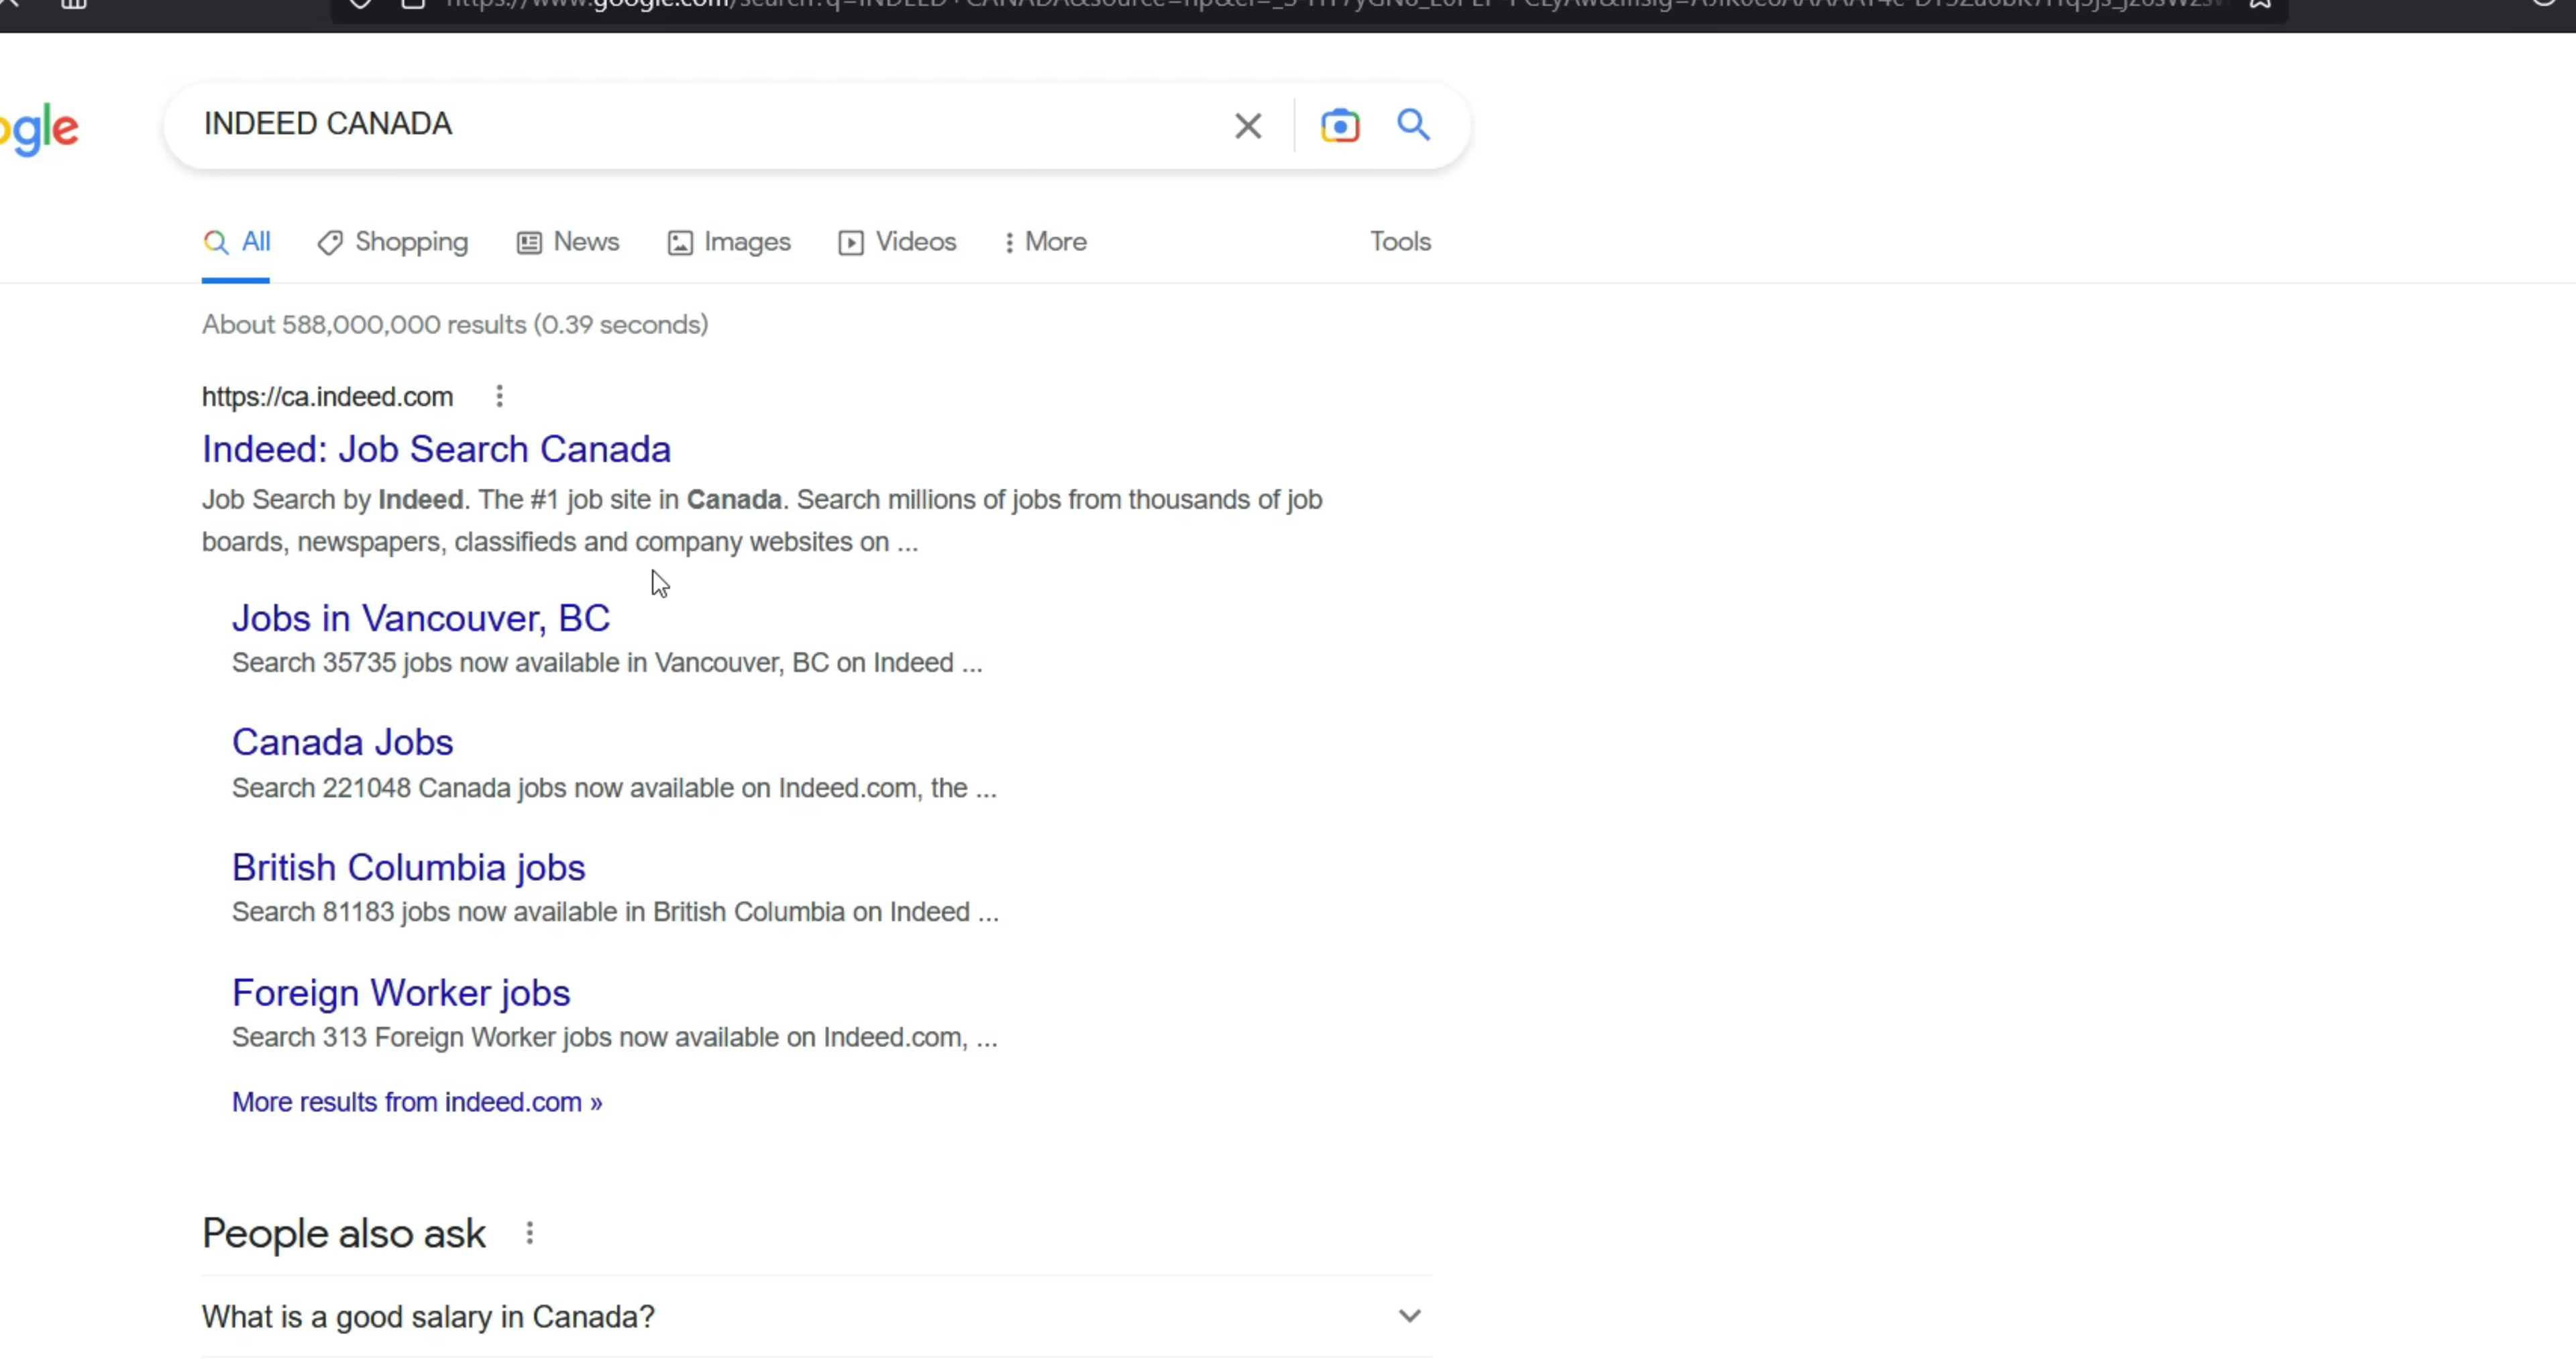 INDEED CANADA
All Shopping News Images Videos More Tools
About 588,000,000 results (0.39 seconds)
https://ca.indeed.com
Indeed: Job Search Canada
Job Search by Indeed. The #1 job site in Canada. Search millions of jobs from thousands of job
boards, newspapers, classifieds and company websites on ...
Jobs in Vancouver, BC
Search 35735 jobs now available in Vancouver, BC on Indeed ...
Canada Jobs
Search 221048 Canada jobs now available on Indeed.com, the ...
British Columbia jobs
Search 81183 jobs now available in British Columbia on Indeed ...
Foreign Worker jobs
Search 313 Foreign Worker jobs now available on Indeed.com, ...
More results from indeed.com »
People also ask
What is a good salary in Canada?